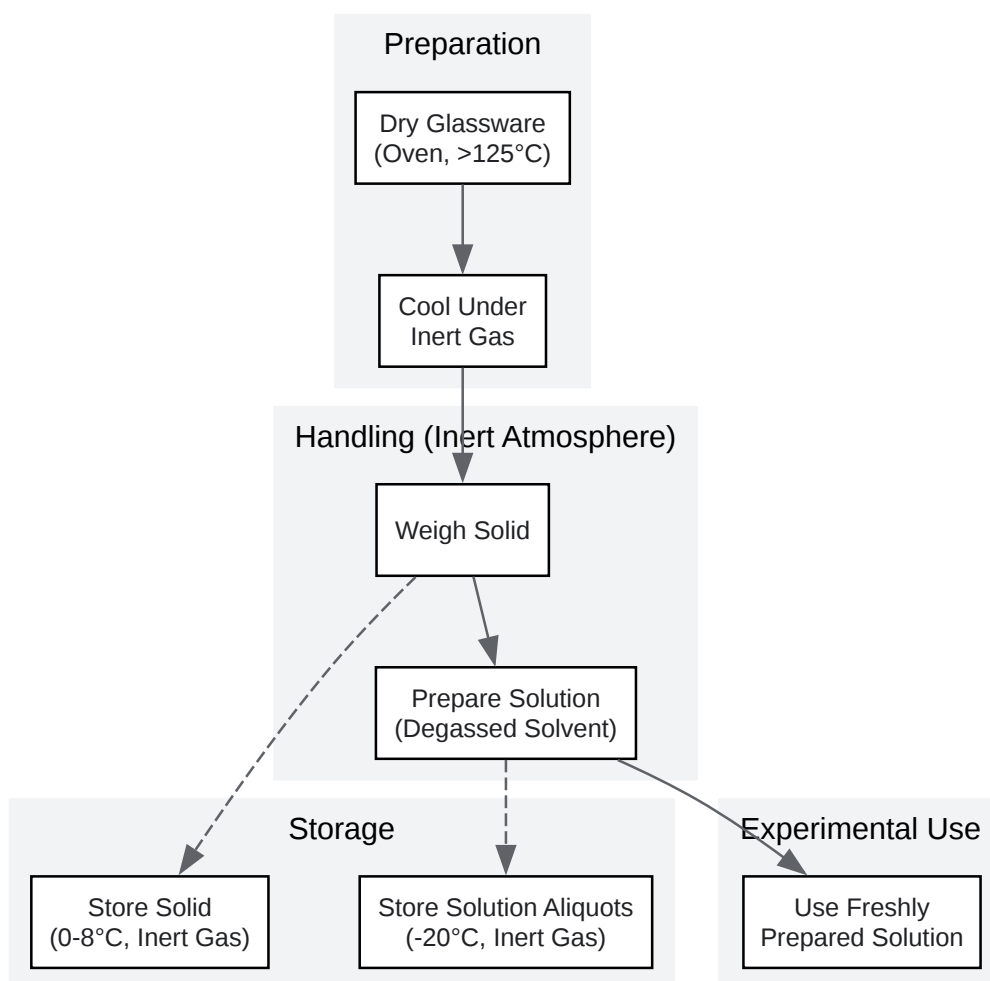 Preparation
Dry Glassware
(Oven, >125°C)
Cool Under
Inert Gas
Handling (Inert Atmosphere)
Weigh Solid
Prepare Solution
(Degassed Solvent)
Storage
Store Solid
(0-8°C, Inert Gas)
Store Solution Aliquots
(-20°C, Inert Gas)
Experimental Use
Use Freshly
Prepared Solution